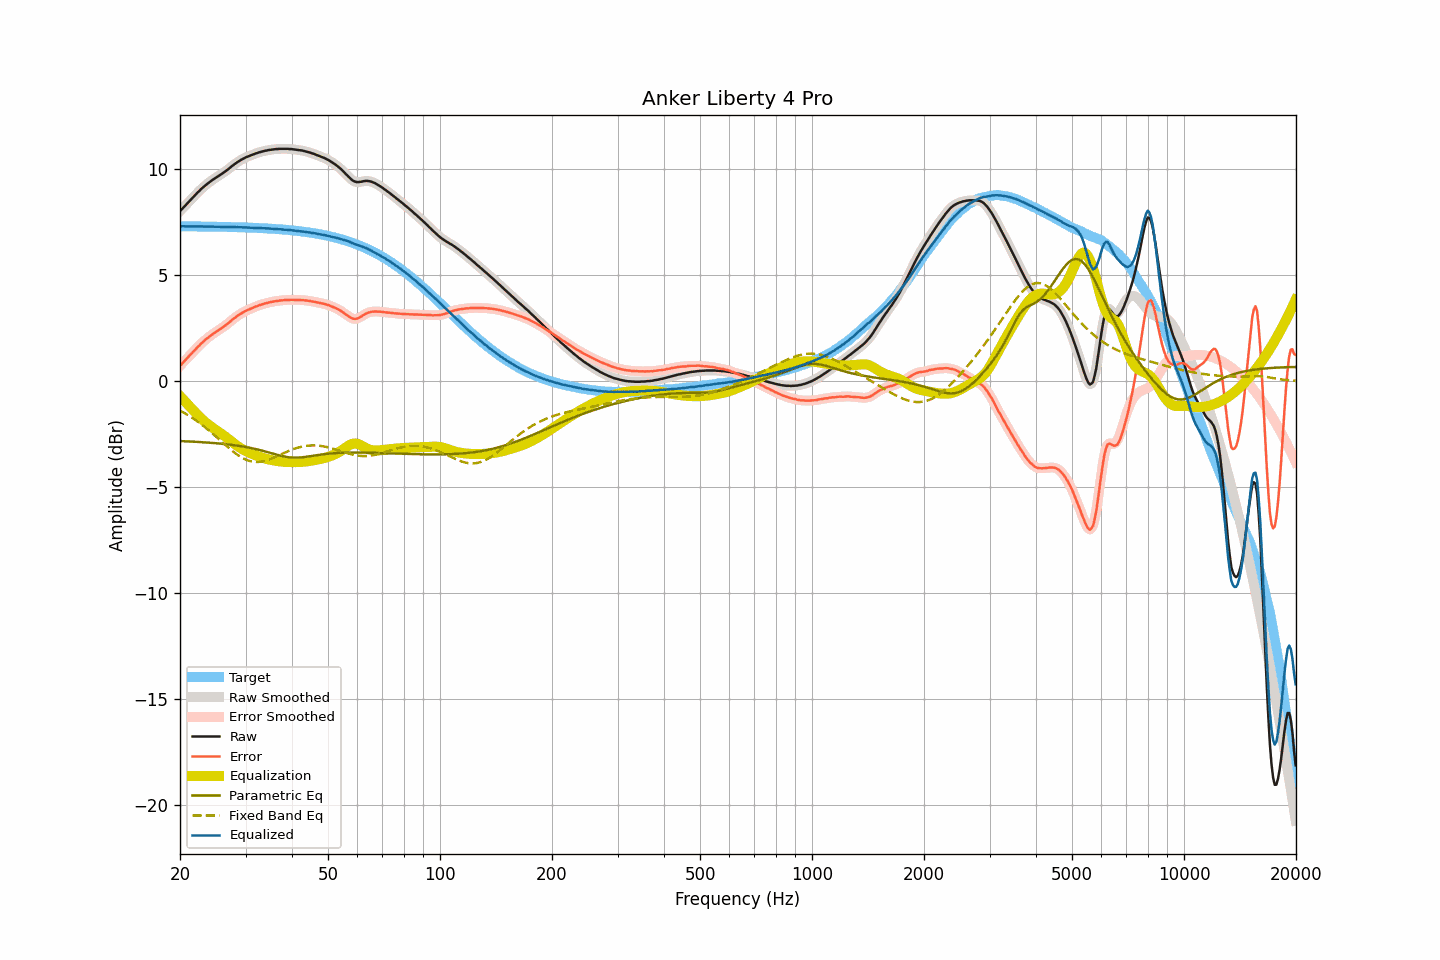 Anker Liberty 4 Pro
Amplitude (dBr)
10
5
0
−5
−10
−15
−20
Target
Raw Smoothed
Error Smoothed
Raw
Error
Equalization
Parametric Eq
Fixed Band Eq
Equalized
20 50 100 200 500 1000 2000 5000 10000 20000
Frequency (Hz)